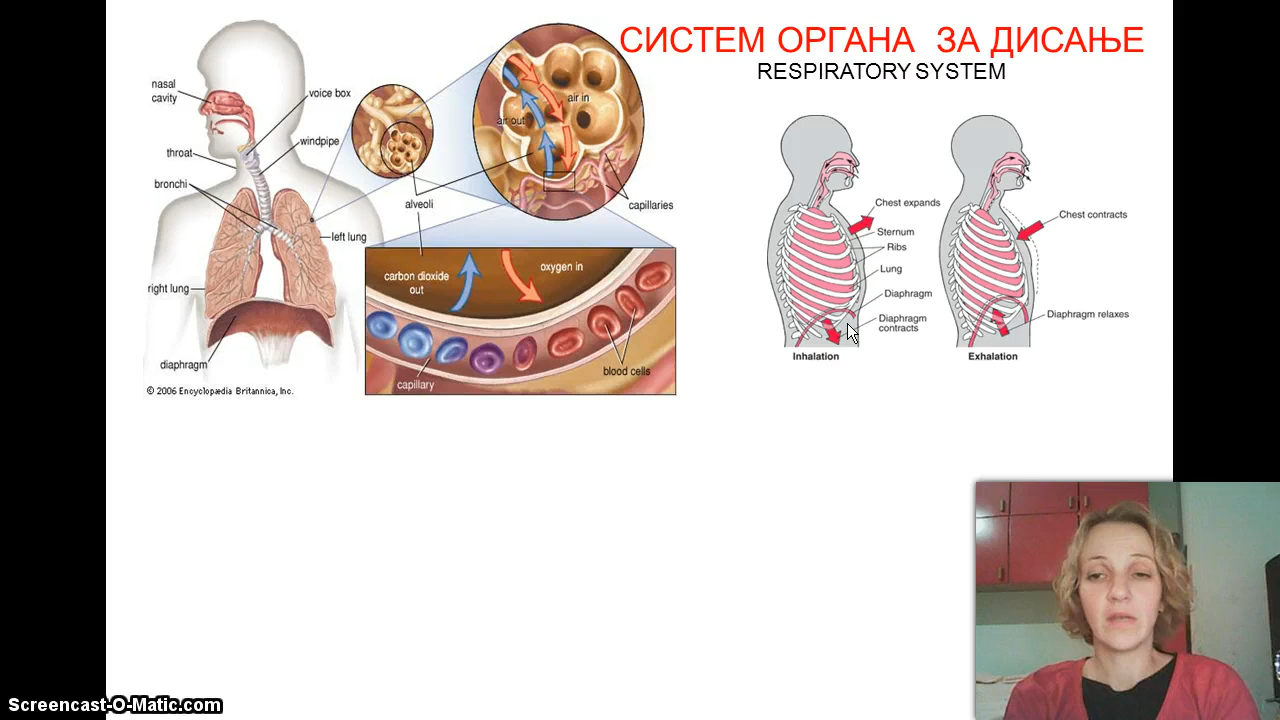 СИСТЕМ ОРГАНА ЗА ДИСАЊЕ
RESPIRATORY SYSTEM
nasal
cavity
voice box
windpipe
throat
bronchi
left lung
right lung
diaphragm
© 2006 Encyclopædia Britannica, Inc.
alveoli
air in
air out
capillaries
carbon dioxide
out
oxygen in
capillary
blood cells
Chest expands
Sternum
Ribs
Lung
Diaphragm
Diaphragm
contracts
Inhalation
Chest contracts
Diaphragm relaxes
Exhalation
Screencast-O-Matic.com